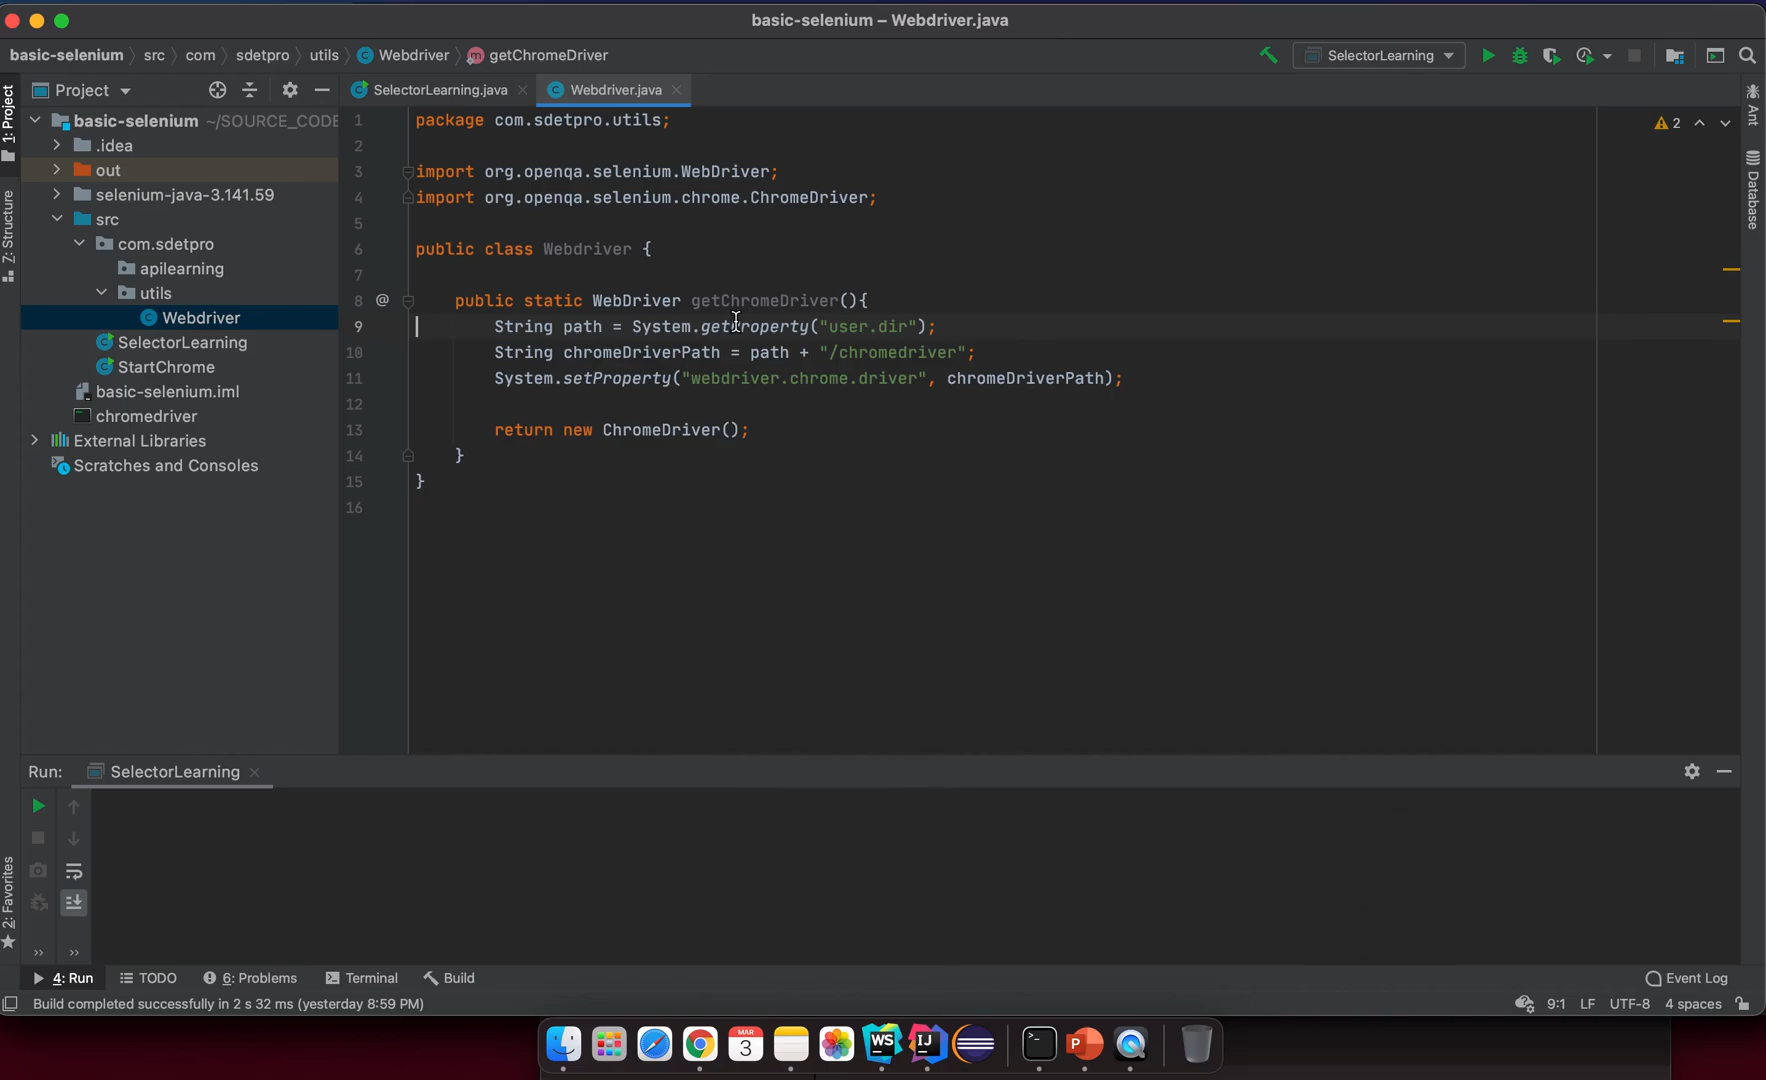 basic-selenium – Webdriver.java
basic-selenium src com sdetpro utils Webdriver getChromeDriver SelectorLearning
Project SelectorLearning.java Webdriver.java
1: Project
Z: Structure
2: Favorites
Ant
Database
basic-selenium ~/SOURCE_CODE
.idea
out
selenium-java-3.141.59
src
com.sdetpro
apilearning
utils
Webdriver
SelectorLearning
StartChrome
basic-selenium.iml
chromedriver
External Libraries
Scratches and Consoles
2
1 package com.sdetpro.utils;
2
3 import org.openqa.selenium.WebDriver;
4 import org.openqa.selenium.chrome.ChromeDriver;
5
6 public class Webdriver {
7
8 @ public static WebDriver getChromeDriver(){
9 String path = System.getProperty("user.dir");
10 String chromeDriverPath = path + "/chromedriver";
11 System.setProperty("webdriver.chrome.driver", chromeDriverPath);
12
13 return new ChromeDriver();
14 }
15 }
16
Run: SelectorLearning
4: Run TODO 6: Problems Terminal Build Event Log
Build completed successfully in 2 s 32 ms (yesterday 8:59 PM) 9:1 LF UTF-8 4 spaces
MAR
3
WS
IJ
P